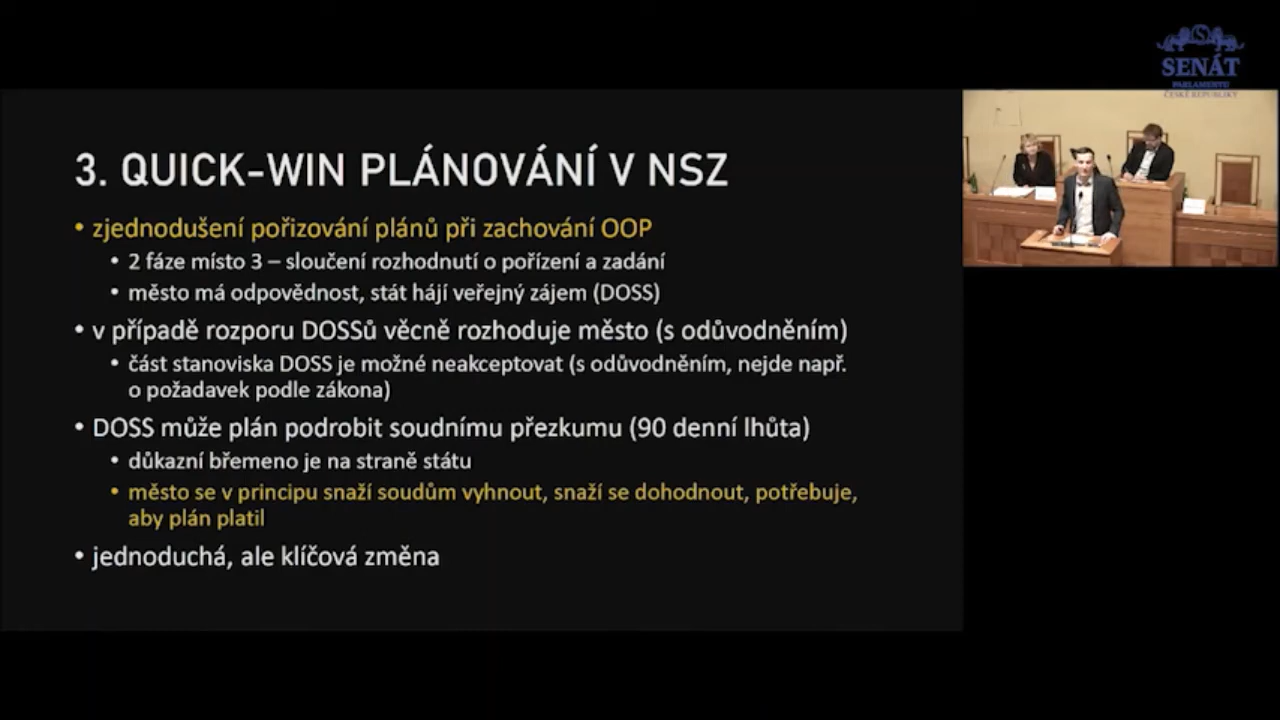 SENÁT
PARLAMENTU
ČESKÉ REPUBLIKY
3. QUICK-WIN PLÁNOVÁNÍ V NSZ
• zjednodušení pořizování plánů při zachování OOP
• 2 fáze místo 3 – sloučení rozhodnutí o pořízení a zadání
• město má odpovědnost, stát hájí veřejný zájem (DOSS)
• v případě rozporu DOSSů věcně rozhoduje město (s odůvodněním)
• část stanoviska DOSS je možné neakceptovat (s odůvodněním, nejde např.
o požadavek podle zákona)
• DOSS může plán podrobit soudnímu přezkumu (90 denní lhůta)
• důkazní břemeno je na straně státu
• město se v principu snaží soudům vyhnout, snaží se dohodnout, potřebuje,
aby plán platil
• jednoduchá, ale klíčová změna